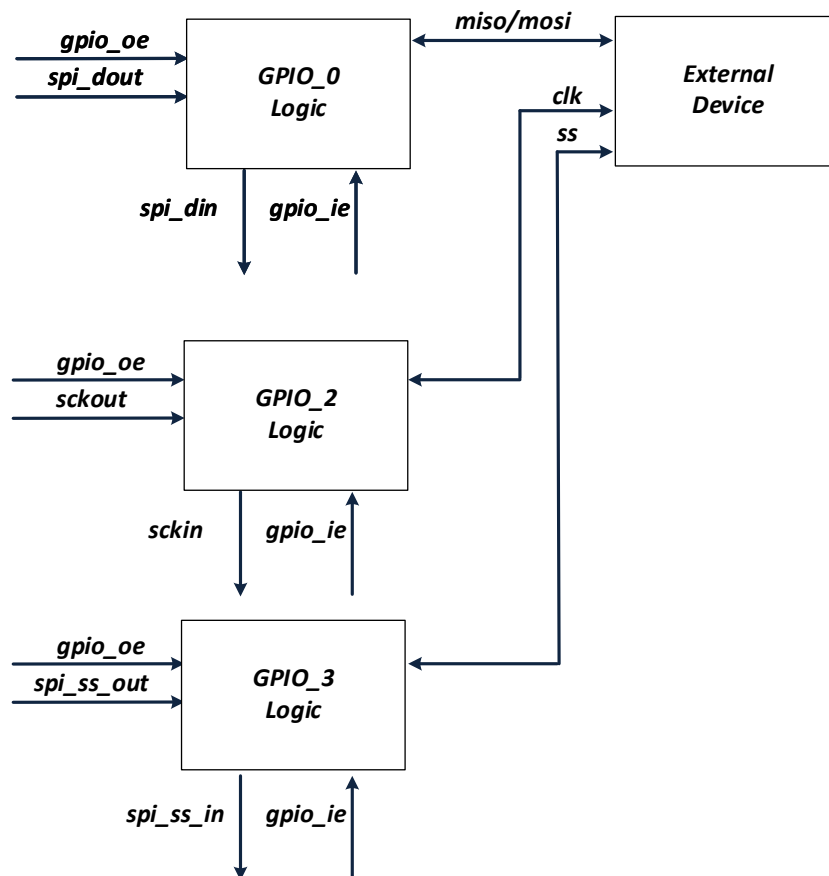 gpio_oe
spi_dout
GPIO_0
Logic
miso/mosi
External
Device
clk
ss
spi_din
gpio_ie
gpio_oe
sckout
GPIO_2
Logic
sckin
gpio_ie
gpio_oe
spi_ss_out
GPIO_3
Logic
spi_ss_in
gpio_ie